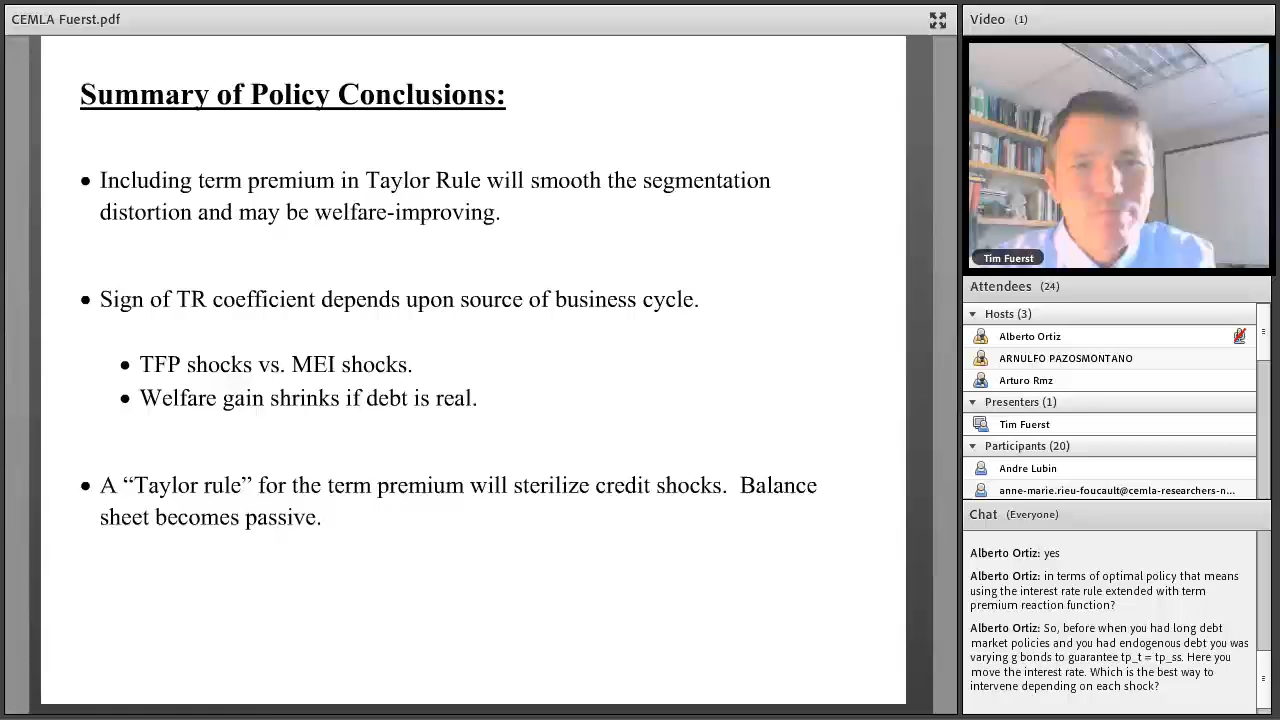 CEMLA Fuerst.pdf
Summary of Policy Conclusions:
• Including term premium in Taylor Rule will smooth the segmentation
distortion and may be welfare-improving.
• Sign of TR coefficient depends upon source of business cycle.
• TFP shocks vs. MEI shocks.
• Welfare gain shrinks if debt is real.
• A “Taylor rule” for the term premium will sterilize credit shocks.  Balance
sheet becomes passive.
Video (1)
Tim Fuerst
Attendees (24)
Hosts (3)
Alberto Ortiz
ARNULFO PAZOSMONTANO
Arturo Rmz
Presenters (1)
Tim Fuerst
Participants (20)
Andre Lubin
anne-marie.rieu-foucault@cemla-researchers-n...
Chat (Everyone)
Alberto Ortiz: yes
Alberto Ortiz: in terms of optimal policy that means
using the interest rate rule extended with term
premium reaction function?
Alberto Ortiz: So, before when you had long debt
market policies and you had endogenous debt you was
varying g bonds to guarantee tp_t = tp_ss. Here you
move the interest rate. Which is the best way to
intervene depending on each shock?